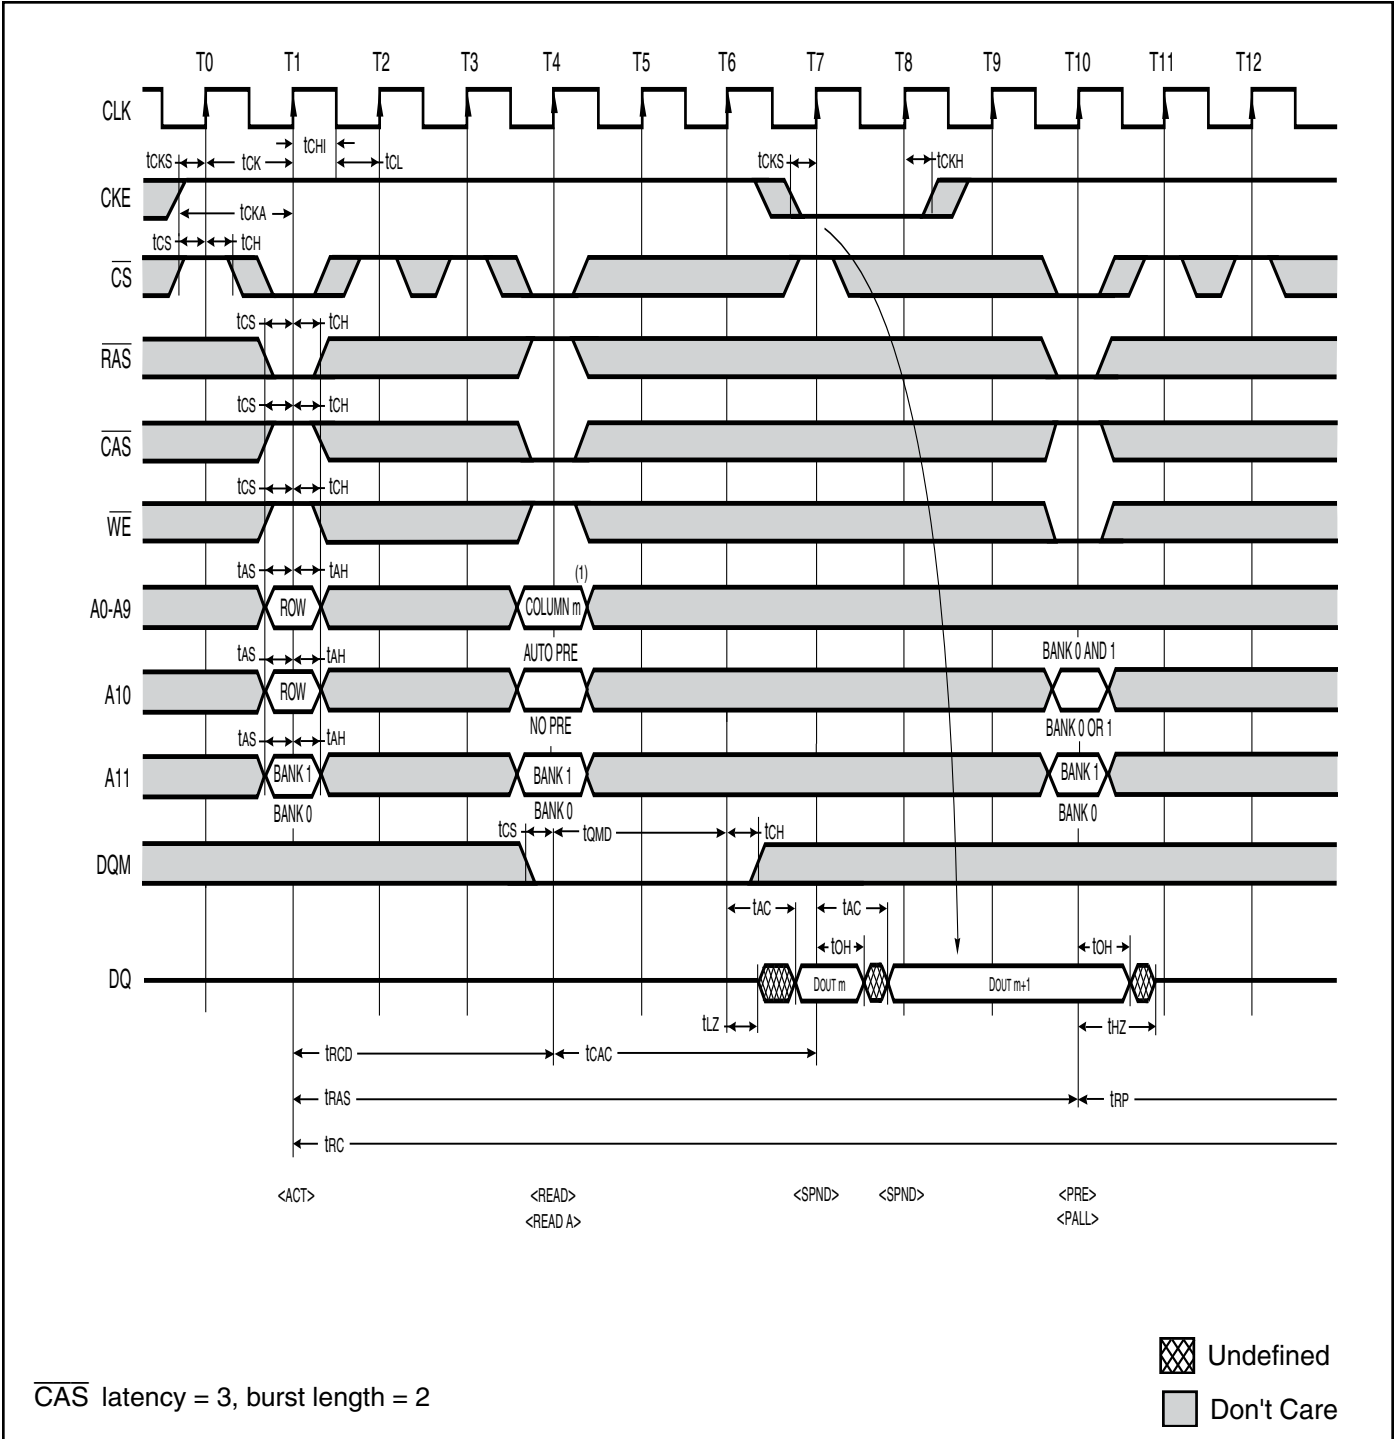 T0 T1 T2 T3 T4 T5 T6 T7 T8 T9 T10 T11 T12
CLK
tCHI
tCKS tCK tCL tCKS tCKH
CKE
tCKA
tCS tCH
CS
tCS tCH
RAS
tCS tCH
CAS
tCS tCH
WE
tAS tAH (1)
A0-A9 ROW COLUMN m
tAS tAH AUTO PRE BANK 0 AND 1
A10 ROW
NO PRE BANK 0 OR 1
tAS tAH
A11 BANK 1 BANK 1 BANK 1
BANK 0 BANK 0 BANK 0
tCS tQMD tCH
DQM
tAC tAC
tOH tOH
DQ DOUT m DOUT m+1
tLZ tHZ
tRCD tCAC
tRAS tRP
tRC
<ACT> <READ> <SPND> <SPND> <PRE>
<READ A> <PALL>
Undefined
CAS latency = 3, burst length = 2
Don't Care